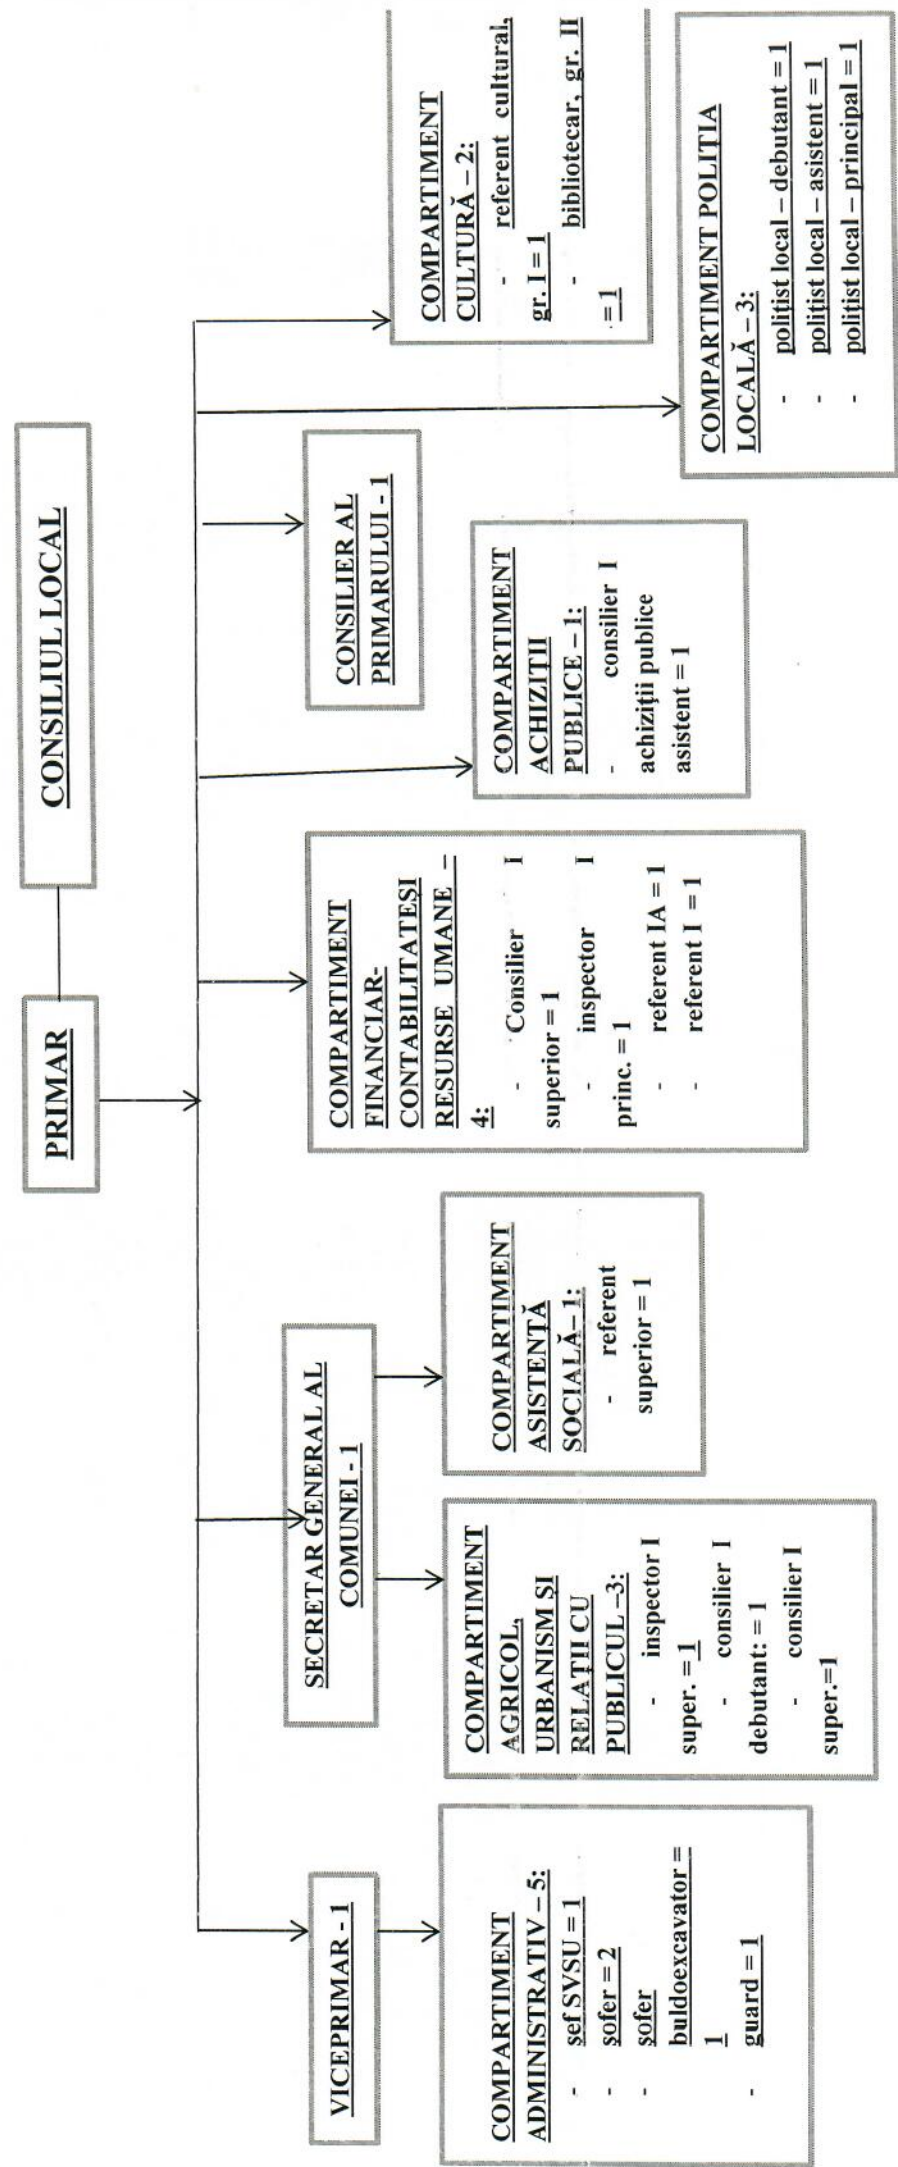 PRIMAR
CONSILIUL LOCAL
VICEPRIMAR - 1
SECRETAR GENERAL AL
COMUNEI - 1
CONSILIER AL
PRIMARULUI - 1
COMPARTIMENT
ADMINISTRATIV – 5:
- șef SVSU = 1
- șofer = 2
- șofer
buldoexcavator =
1
- guard = 1
COMPARTIMENT
AGRICOL,
URBANISM ȘI
RELAȚII CU
PUBLICUL –3:
- inspector I
super. = 1
- consilier I
debutant: = 1
- consilier I
super.=1
COMPARTIMENT
ASISTENȚĂ
SOCIALĂ– 1:
- referent
superior = 1
COMPARTIMENT
FINANCIAR-
CONTABILITATEȘI
RESURSE UMANE –
4:
- Consilier I
superior = 1
- inspector I
princ. = 1
- referent IA = 1
- referent I = 1
COMPARTIMENT
ACHIZIȚII
PUBLICE – 1:
- consilier I
achiziții publice
asistent = 1
COMPARTIMENT
CULTURĂ – 2:
- referent cultural,
gr. I = 1
- bibliotecar, gr. II
= 1
COMPARTIMENT POLIȚIA
LOCALĂ – 3:
- polițist local – debutant = 1
- polițist local – asistent = 1
- polițist local – principal = 1